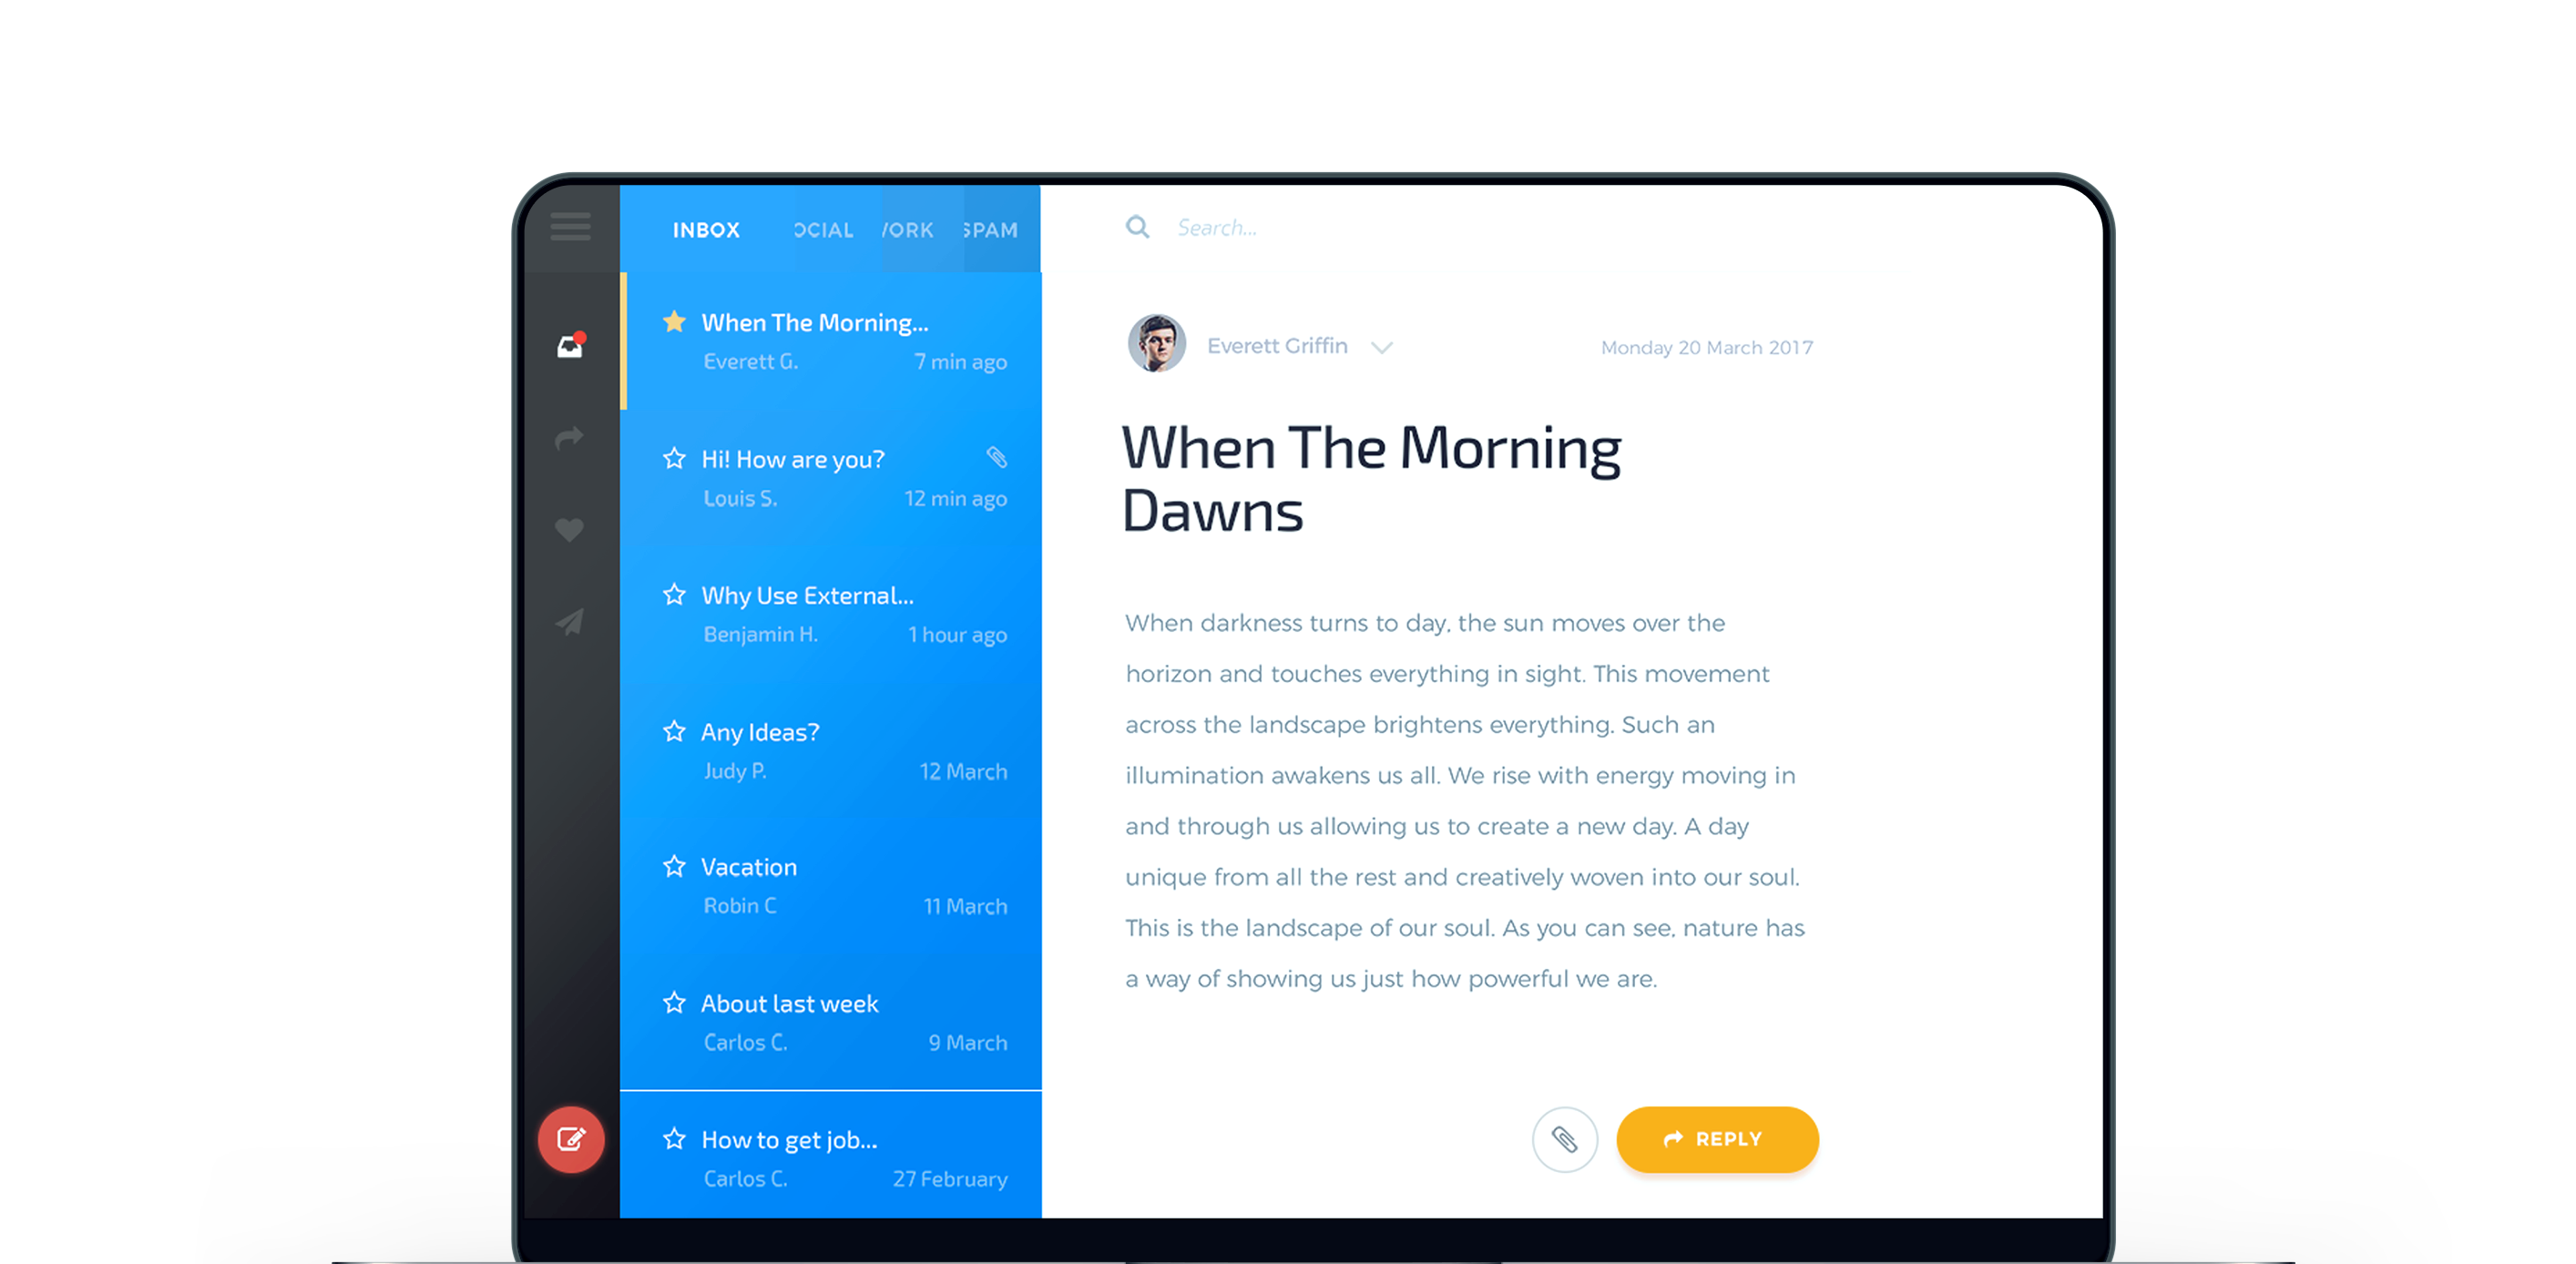 INBOX OCIAL WORK SPAM
When The Morning...
Everett G. 7 min ago
Hi! How are you?
Louis S. 12 min ago
Why Use External...
Benjamin H. 1 hour ago
Any Ideas?
Judy P. 12 March
Vacation
Robin C 11 March
About last week
Carlos C. 9 March
How to get job...
Carlos C. 27 February
Search...
Everett Griffin Monday 20 March 2017
When The Morning
Dawns
When darkness turns to day, the sun moves over the
horizon and touches everything in sight. This movement
across the landscape brightens everything. Such an
illumination awakens us all. We rise with energy moving in
and through us allowing us to create a new day. A day
unique from all the rest and creatively woven into our soul.
This is the landscape of our soul. As you can see, nature has
a way of showing us just how powerful we are.
REPLY